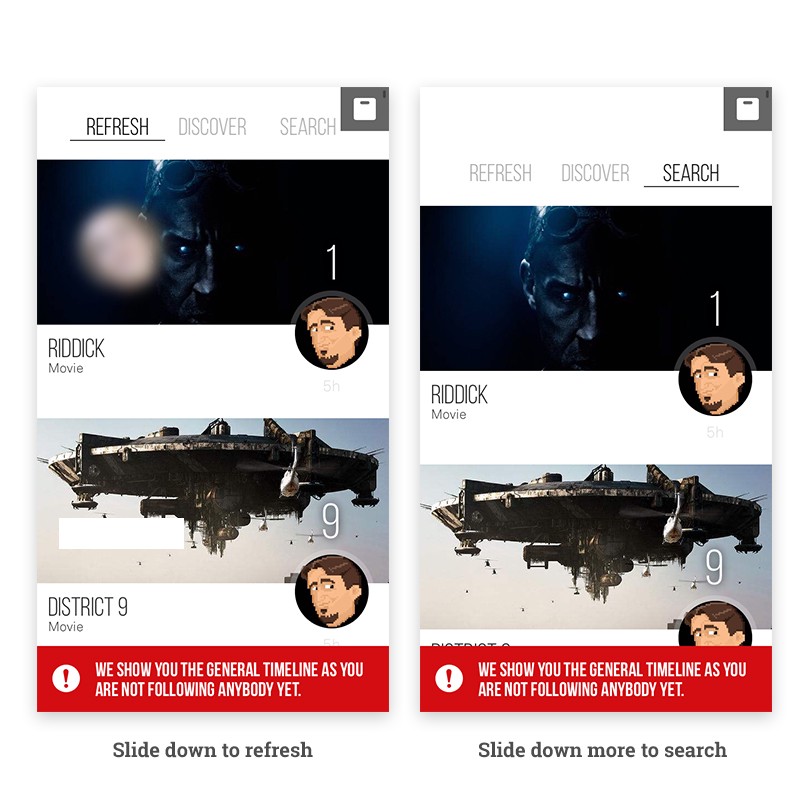 REFRESH DISCOVER SEARCH
1
RIDDICK
Movie
5h
9
DISTRICT 9
Movie
5h
WE SHOW YOU THE GENERAL TIMELINE AS YOU
ARE NOT FOLLOWING ANYBODY YET.
Slide down to refresh
REFRESH DISCOVER SEARCH
1
RIDDICK
Movie
5h
9
DISTRICT 9
WE SHOW YOU THE GENERAL TIMELINE AS YOU
ARE NOT FOLLOWING ANYBODY YET.
Slide down more to search